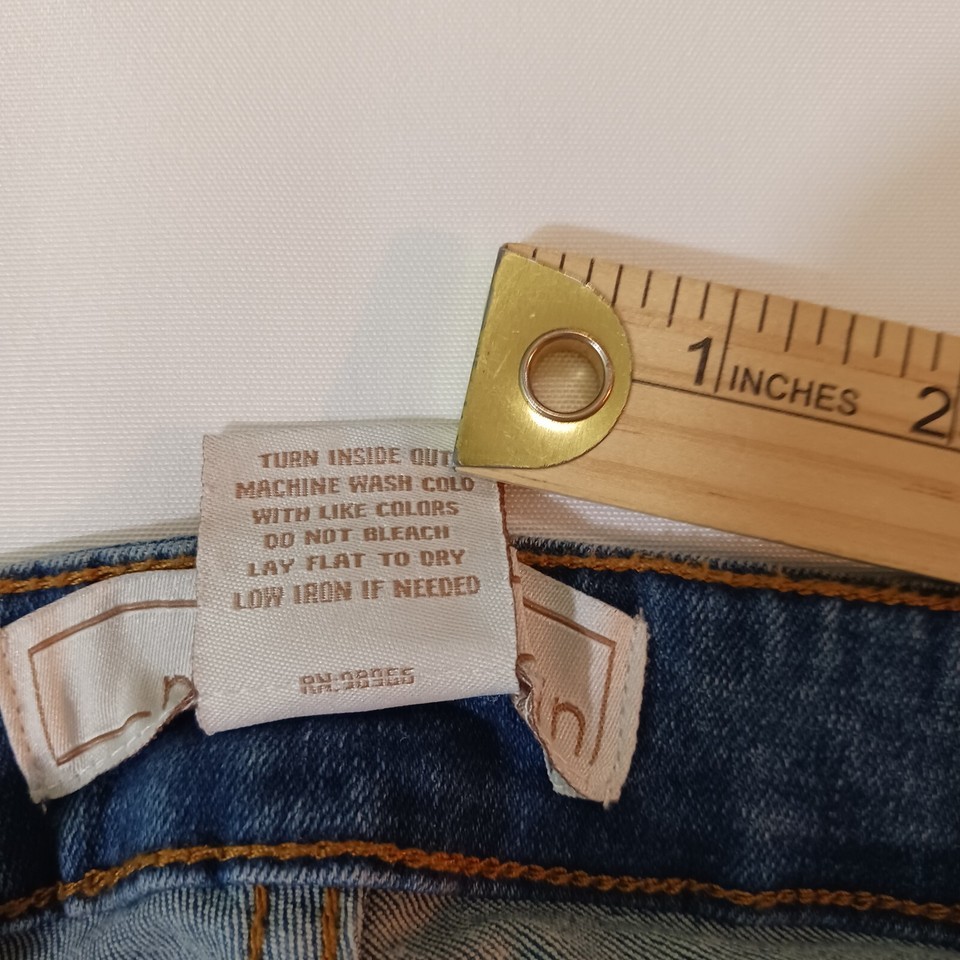 TURN INSIDE OUT
MACHINE WASH COLD
WITH LIKE COLORS
DO NOT BLEACH
LAY FLAT TO DRY
LOW IRON IF NEEDED
RN:98966
1 INCHES 2